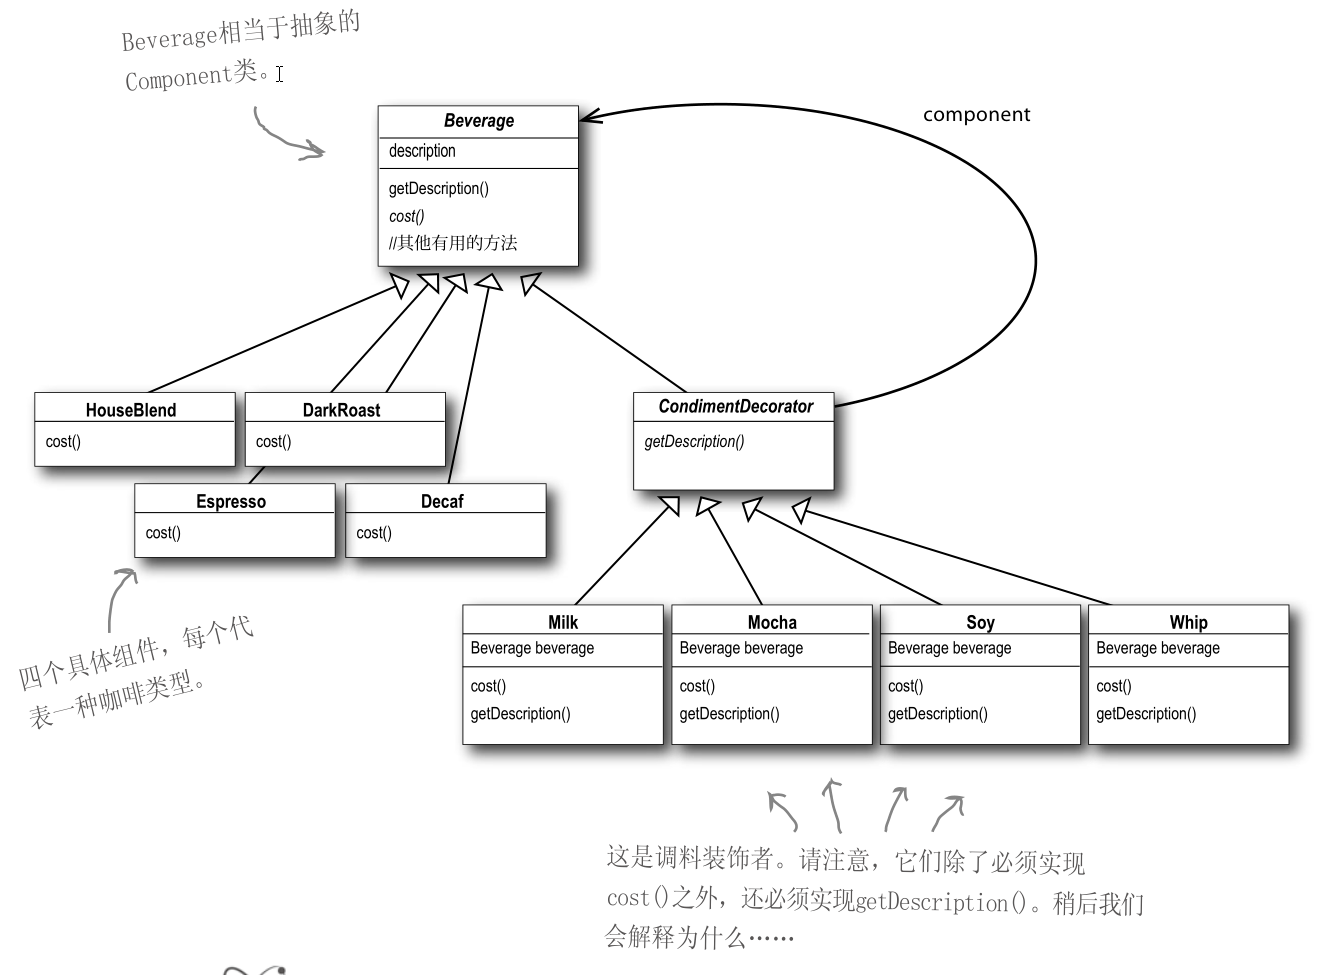 Beverage相当于抽象的
Component类。
component
Beverage
description
getDescription()
cost()
//其他有用的方法
HouseBlend
cost()
DarkRoast
cost()
CondimentDecorator
getDescription()
Espresso
cost()
Decaf
cost()
四个具体组件，每个代
表一种咖啡类型。
Milk
Beverage beverage
cost()
getDescription()
Mocha
Beverage beverage
cost()
getDescription()
Soy
Beverage beverage
cost()
getDescription()
Whip
Beverage beverage
cost()
getDescription()
这是调料装饰者。请注意，它们除了必须实现
cost()之外，还必须实现getDescription()。稍后我们
会解释为什么……